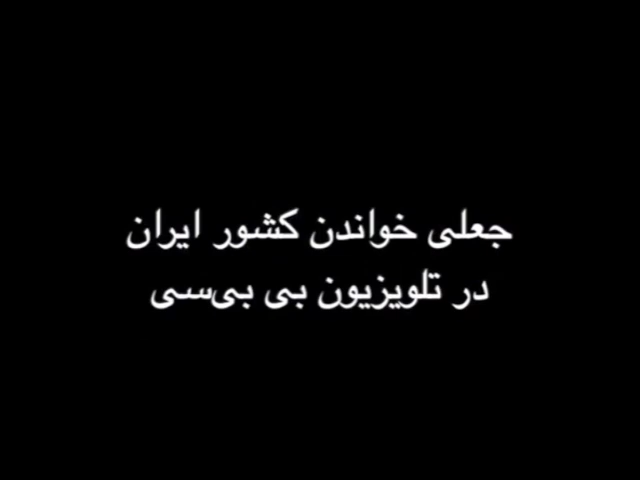 جعلی خواندن کشور ایران
در تلویزیون بی بی‌سی